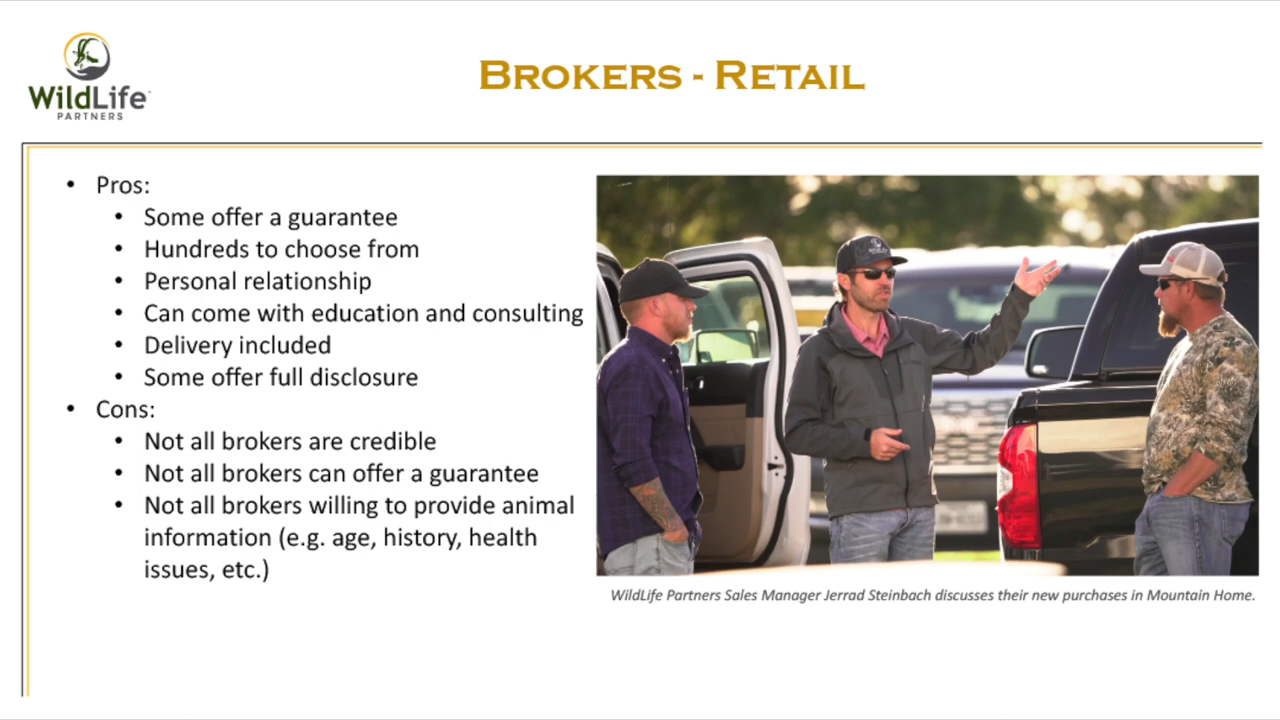 WildLife
PARTNERS
BROKERS - RETAIL
• Pros:
• Some offer a guarantee
• Hundreds to choose from
• Personal relationship
• Can come with education and consulting
• Delivery included
• Some offer full disclosure
• Cons:
• Not all brokers are credible
• Not all brokers can offer a guarantee
• Not all brokers willing to provide animal
information (e.g. age, history, health
issues, etc.)
WildLife Partners Sales Manager Jerrad Steinbach discusses their new purchases in Mountain Home.